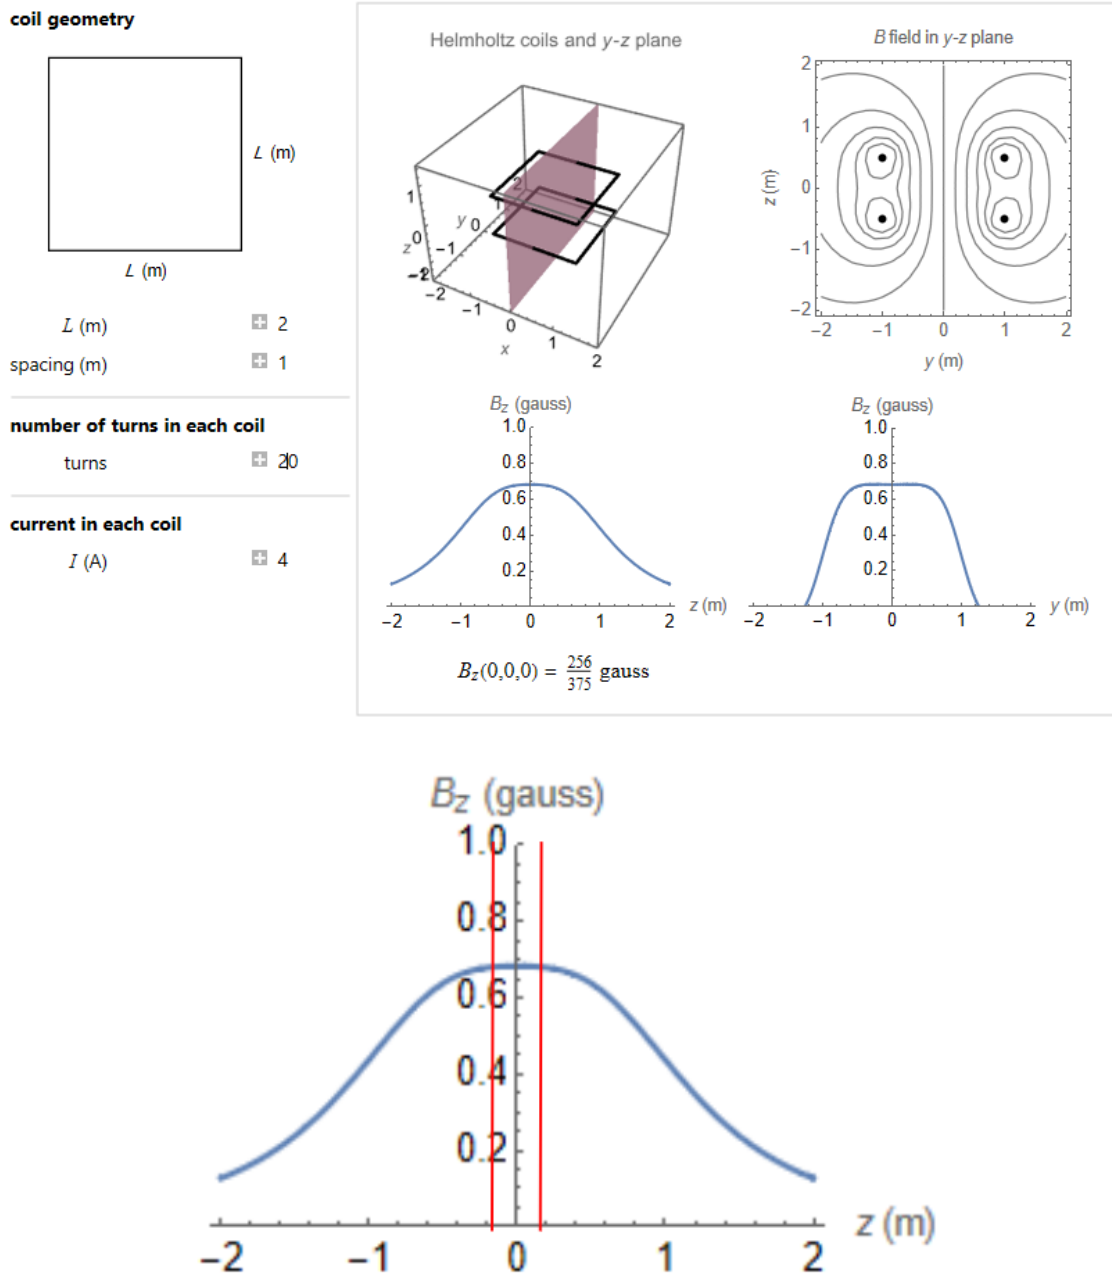 coil geometry
L (m)
L (m)
L (m) 2
spacing (m) 1
number of turns in each coil
turns 20
current in each coil
I (A) 4
Helmholtz coils and y-z plane
1
z 0
-1
-2
2
1
y 0
-1
-2
-2
-1
0
1
2
x
B field in y-z plane
2
1
z (m) 0
-1
-2
-2 -1 0 1 2
y (m)
Bz (gauss)
1.0
0.8
0.6
0.4
0.2
z (m)
-2 -1 0 1 2
Bz (gauss)
1.0
0.8
0.6
0.4
0.2
y (m)
-2 -1 0 1 2
Bz(0,0,0) = 256/375 gauss
Bz (gauss)
1.0
0.8
0.6
0.4
0.2
z (m)
-2 -1 0 1 2